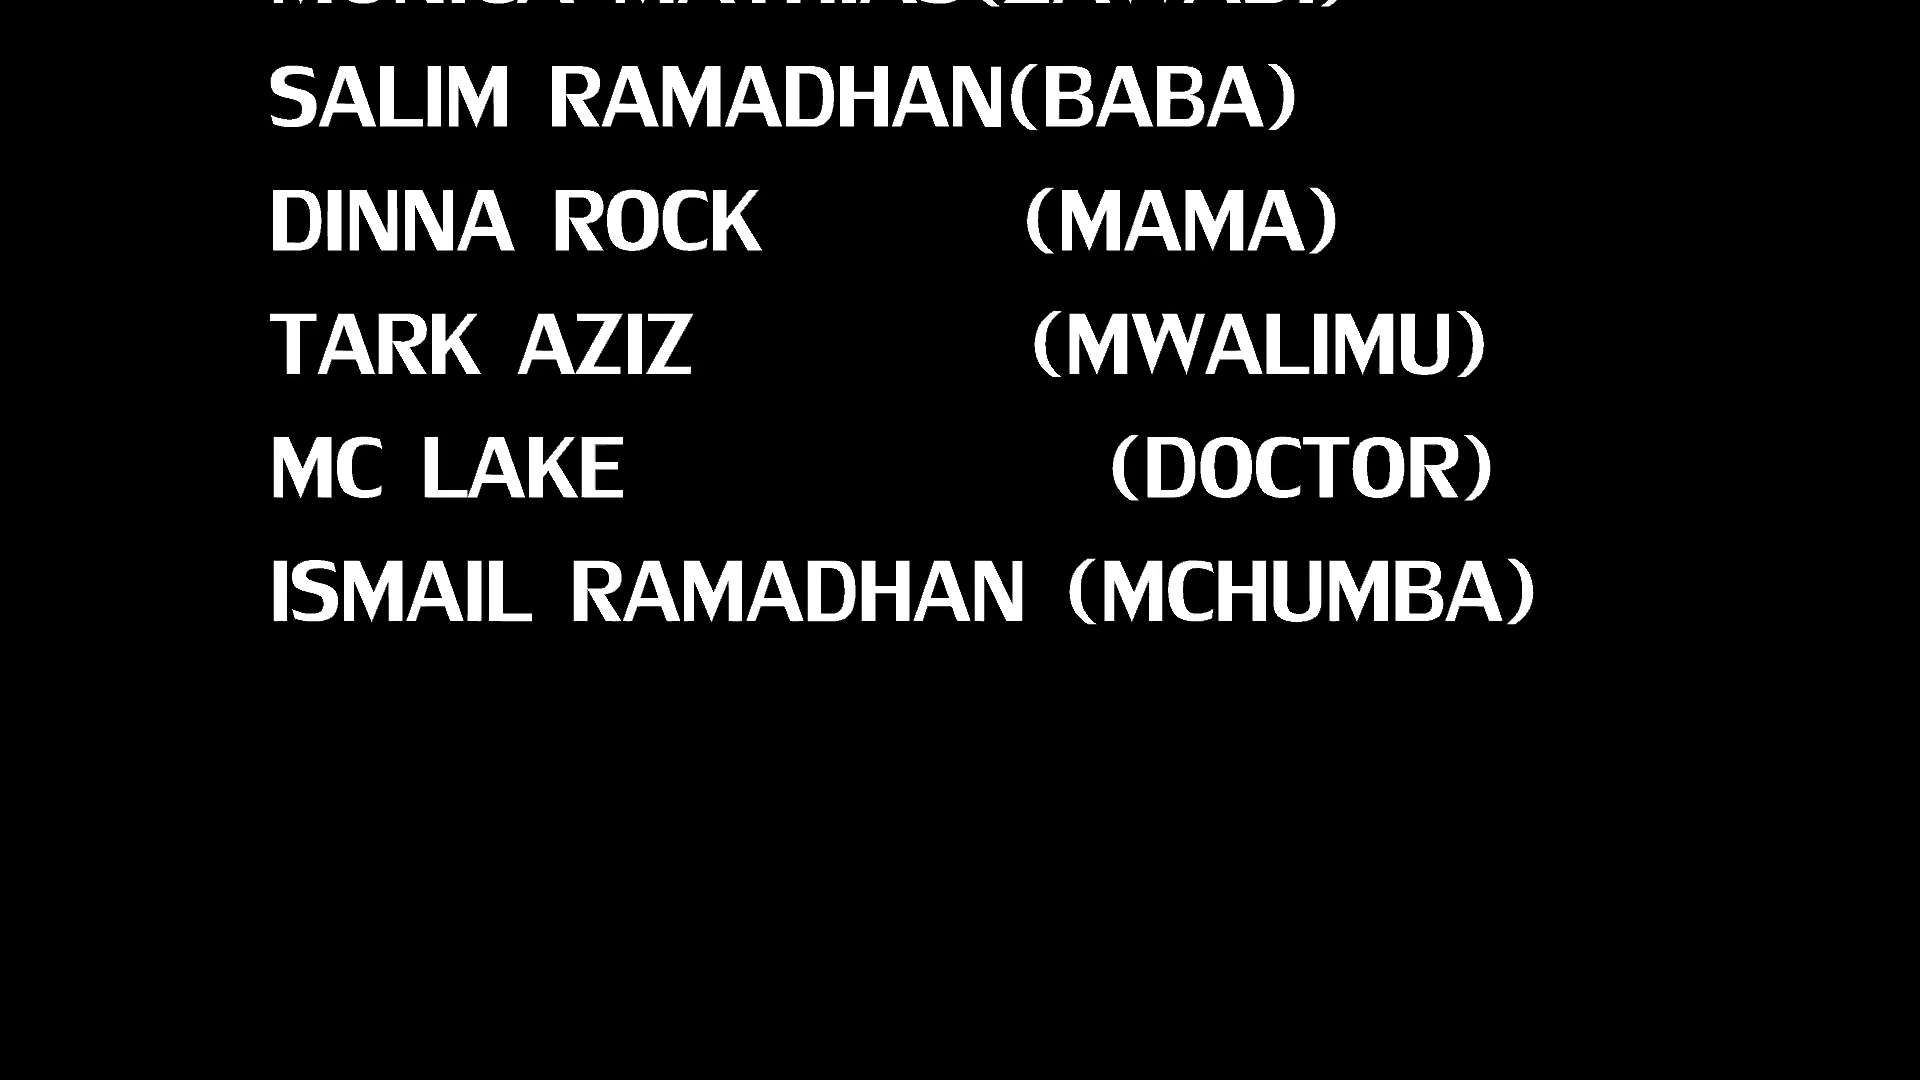 SALIM RAMADHAN(BABA)
DINNA ROCK (MAMA)
TARK AZIZ (MWALIMU)
MC LAKE (DOCTOR)
ISMAIL RAMADHAN (MCHUMBA)